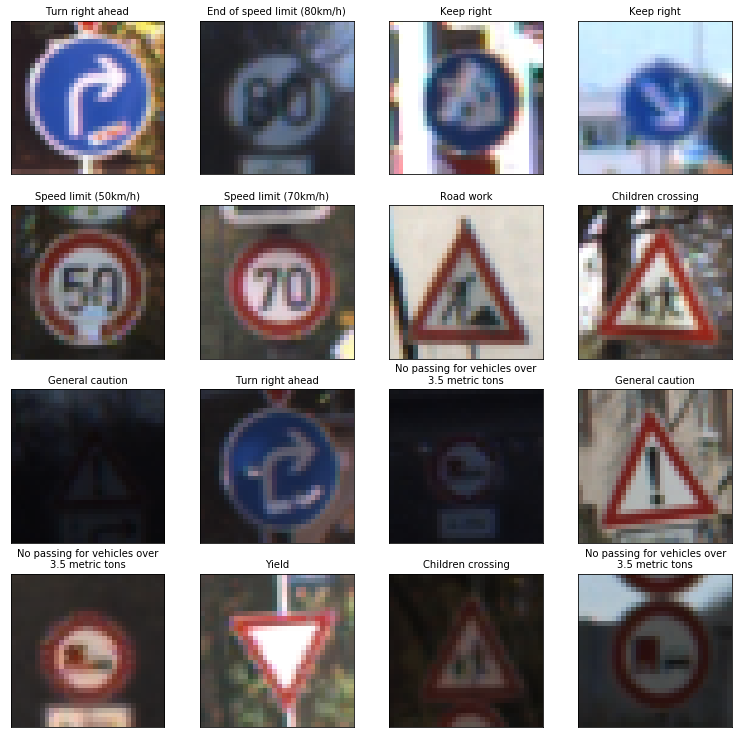 Turn right ahead
End of speed limit (80km/h)
Keep right
Keep right
80
Speed limit (50km/h)
Speed limit (70km/h)
Road work
Children crossing
50
70
General caution
Turn right ahead
No passing for vehicles over
3.5 metric tons
General caution
No passing for vehicles over
3.5 metric tons
Yield
Children crossing
No passing for vehicles over
3.5 metric tons